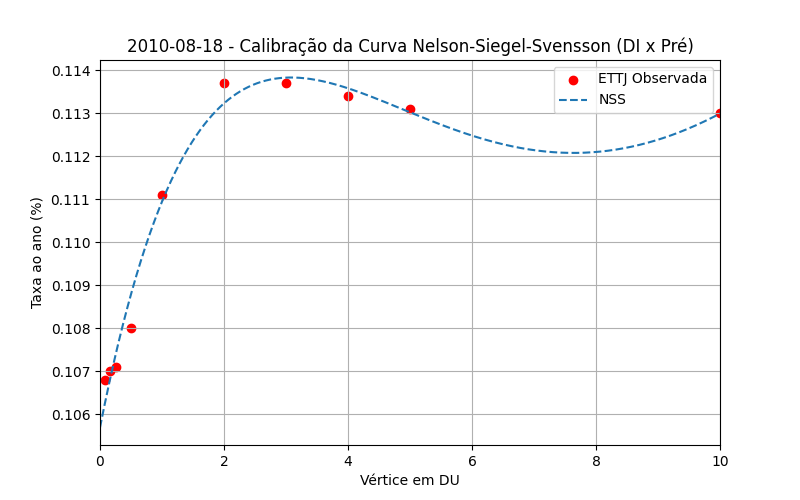 2010-08-18 - Calibração da Curva Nelson-Siegel-Svensson (DI x Pré)
ETTJ Observada
NSS
Taxa ao ano (%)
0.114
0.113
0.112
0.111
0.110
0.109
0.108
0.107
0.106
0 2 4 6 8 10
Vértice em DU